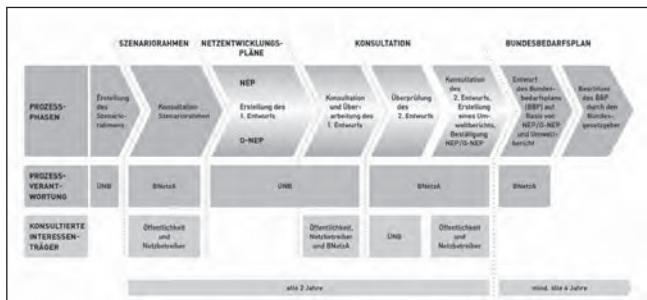 SZENARIORAHMEN
NETZENTWICKLUNGS-
PLÄNE
KONSULTATION
BUNDESBEDARFSPLAN
PROZESS-
PHASEN
Erstellung
des
Szenario-
rahmens
Konsultation
Szenariorahmen
NEP
Erstellung des
1. Entwurfs
O-NEP
Konsultation
und Über-
arbeitung des
1. Entwurfs
Überprüfung
des
2. Entwurfs
Konsultation
des
2. Entwurfs,
Erstellung
eines Um-
weltberichts,
Bestätigung
NEP/O-NEP
Entwurf
des Bundes-
bedarfsplans
(BBP) auf
Basis von
NEP/O-NEP
und Umwelt-
bericht
Beschluss
des BBP
durch den
Bundes-
gesetzgeber
PROZESS-
VERANT-
WORTUNG
ÜNB
BNetzA
ÜNB
BNetzA
BNetzA
KONSULTIERTE
INTERESSEN-
TRÄGER
Öffentlichkeit
und
Netzbetreiber
Öffentlichkeit,
Netzbetreiber
und BNetzA
ÜNB
Öffentlichkeit
und
Netzbetreiber
alle 2 Jahre
mind. alle 4 Jahre